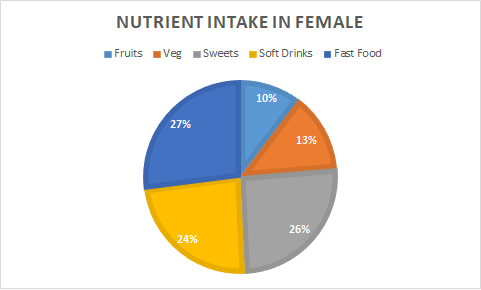 NUTRIENT INTAKE IN FEMALE
Fruits Veg Sweets Soft Drinks Fast Food
10%
27%
13%
26%
24%